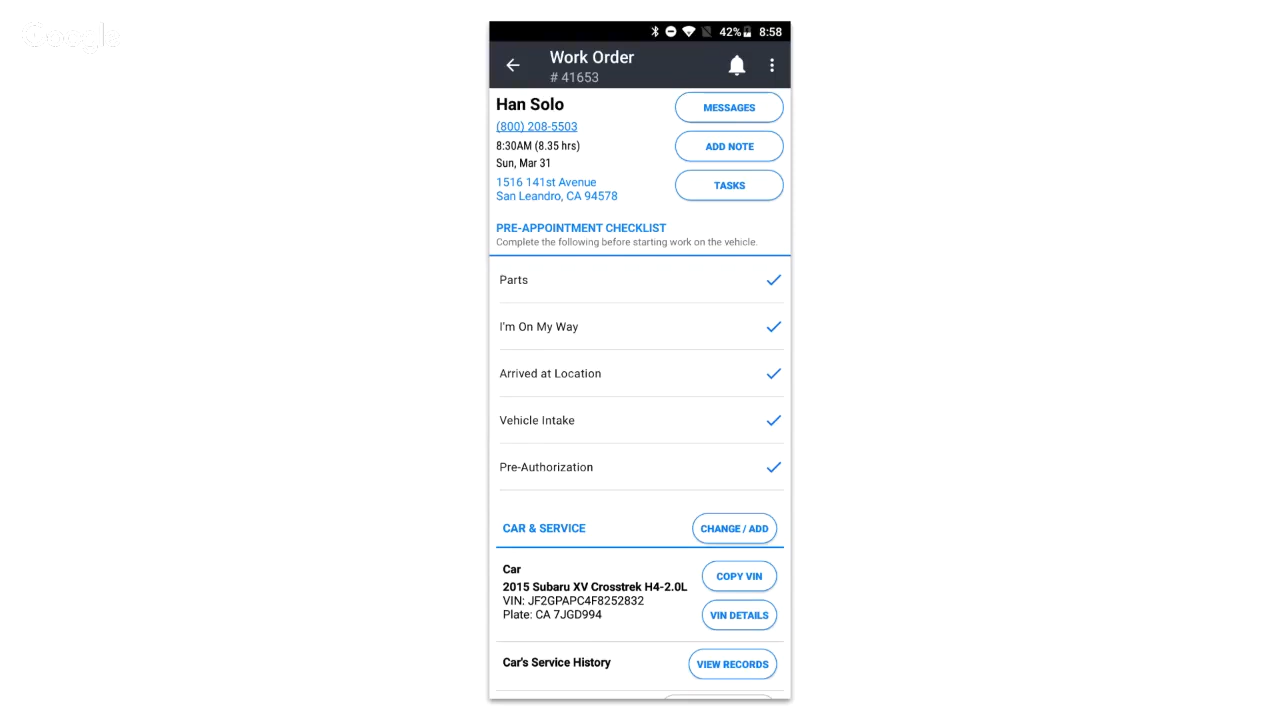 Google
42% 8:58
Work Order
# 41653
Han Solo
MESSAGES
(800) 208-5503
8:30AM (8.35 hrs)
ADD NOTE
Sun, Mar 31
1516 141st Avenue
TASKS
San Leandro, CA 94578
PRE-APPOINTMENT CHECKLIST
Complete the following before starting work on the vehicle.
Parts
I'm On My Way
Arrived at Location
Vehicle Intake
Pre-Authorization
CAR & SERVICE
CHANGE / ADD
Car
COPY VIN
2015 Subaru XV Crosstrek H4-2.0L
VIN: JF2GPAPC4F8252832
Plate: CA 7JGD994
VIN DETAILS
Car's Service History
VIEW RECORDS